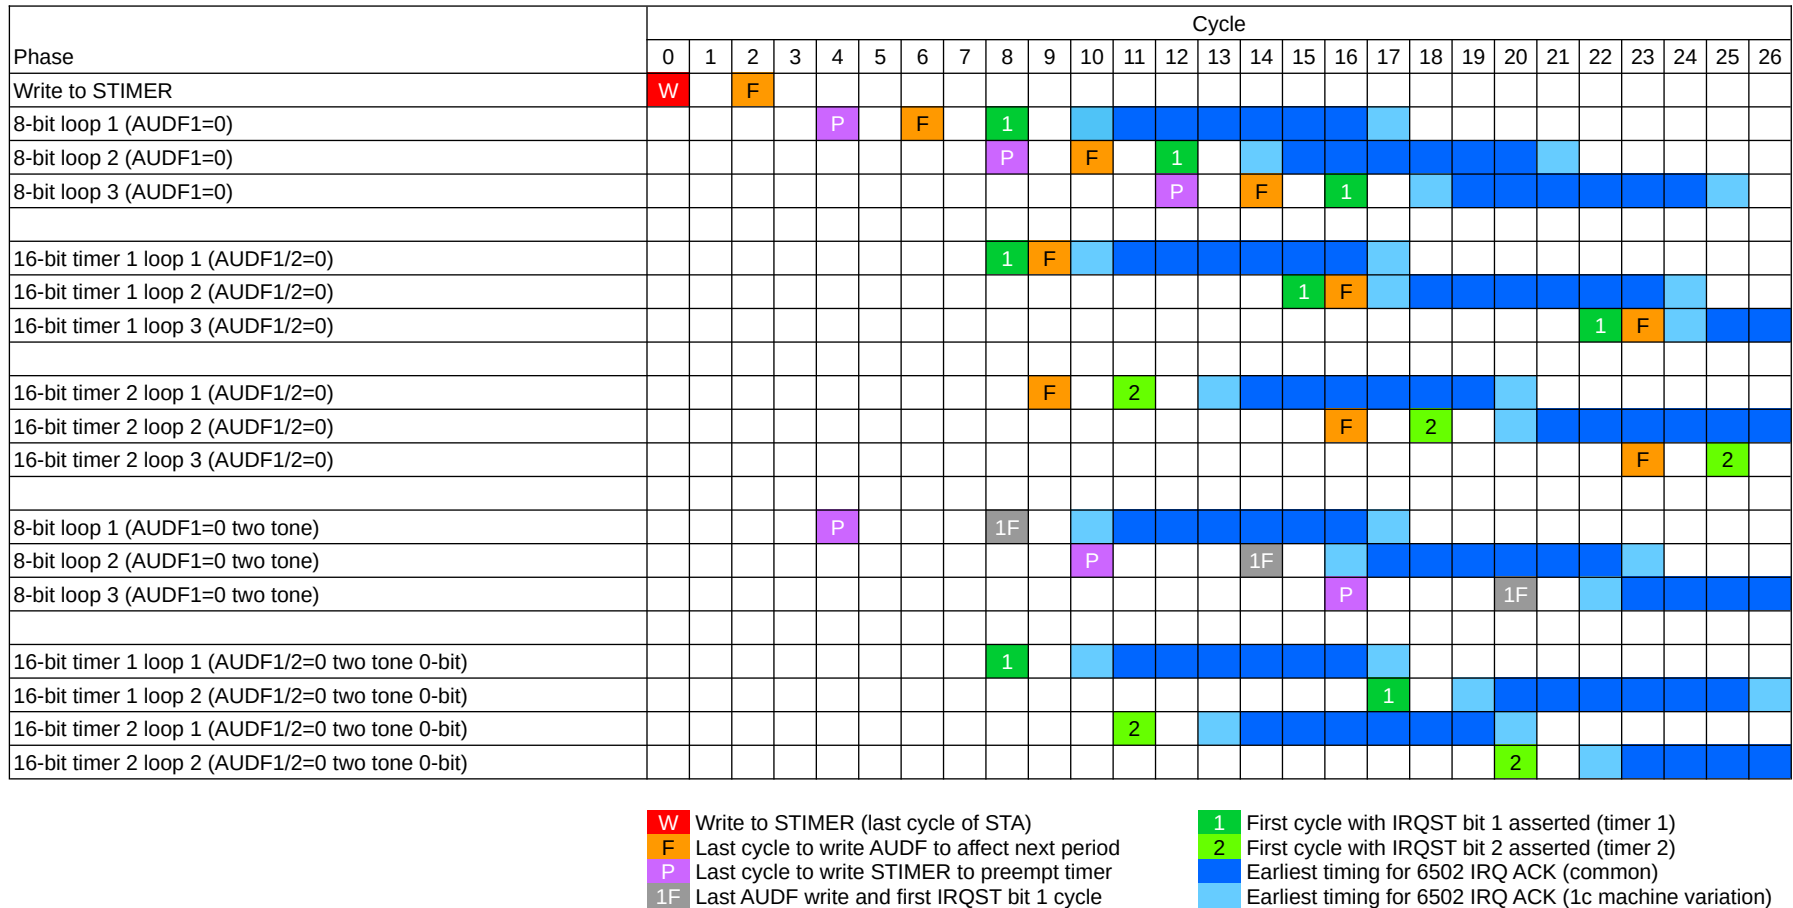 Cycle
Phase 0 1 2 3 4 5 6 7 8 9 10 11 12 13 14 15 16 17 18 19 20 21 22 23 24 25 26
Write to STIMER W F
8-bit loop 1 (AUDF1=0) P F 1
8-bit loop 2 (AUDF1=0) P F 1
8-bit loop 3 (AUDF1=0) P F 1
16-bit timer 1 loop 1 (AUDF1/2=0) 1 F
16-bit timer 1 loop 2 (AUDF1/2=0) 1 F
16-bit timer 1 loop 3 (AUDF1/2=0) 1 F
16-bit timer 2 loop 1 (AUDF1/2=0) F 2
16-bit timer 2 loop 2 (AUDF1/2=0) F 2
16-bit timer 2 loop 3 (AUDF1/2=0) F 2
8-bit loop 1 (AUDF1=0 two tone) P 1F
8-bit loop 2 (AUDF1=0 two tone) P 1F
8-bit loop 3 (AUDF1=0 two tone) P 1F
16-bit timer 1 loop 1 (AUDF1/2=0 two tone 0-bit) 1
16-bit timer 1 loop 2 (AUDF1/2=0 two tone 0-bit) 1
16-bit timer 2 loop 1 (AUDF1/2=0 two tone 0-bit) 2
16-bit timer 2 loop 2 (AUDF1/2=0 two tone 0-bit) 2
W Write to STIMER (last cycle of STA)
F Last cycle to write AUDF to affect next period
P Last cycle to write STIMER to preempt timer
1F Last AUDF write and first IRQST bit 1 cycle
1 First cycle with IRQST bit 1 asserted (timer 1)
2 First cycle with IRQST bit 2 asserted (timer 2)
Earliest timing for 6502 IRQ ACK (common)
Earliest timing for 6502 IRQ ACK (1c machine variation)